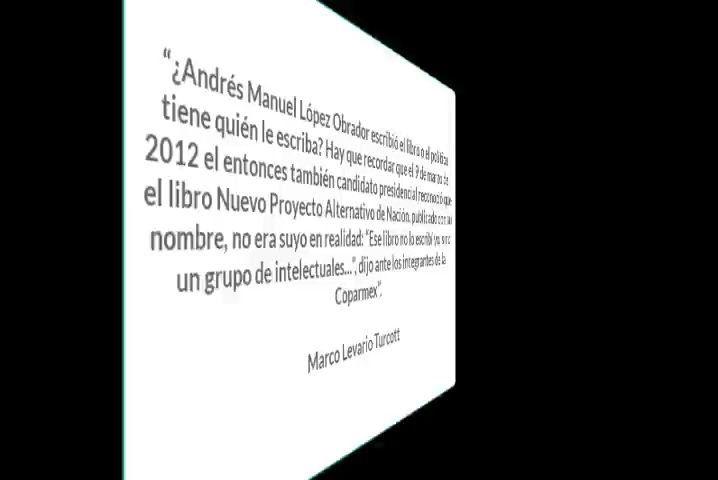 “¿Andrés Manuel López Obrador escribió el libro o el político
tiene quién le escriba? Hay que recordar que el 9 de marzo de
2012 el entonces también candidato presidencial reconoció que
el libro Nuevo Proyecto Alternativo de Nación, publicado con su
nombre, no era suyo en realidad: “Ese libro no lo escribí yo, sino
un grupo de intelectuales...”, dijo ante los integrantes de la
Coparmex”.
Marco Levario Turcott